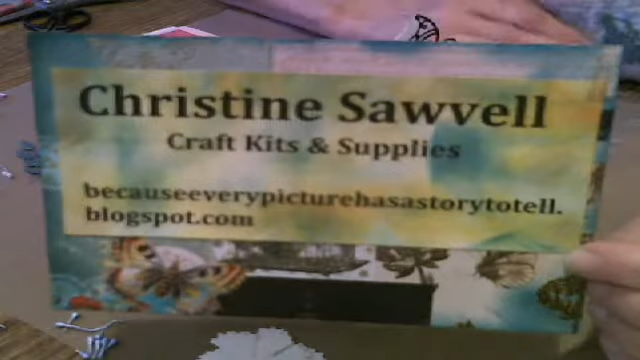 Christine Sawvell
Craft Kits & Supplies
becauseeverypicturehasastorytotell.
blogspot.com